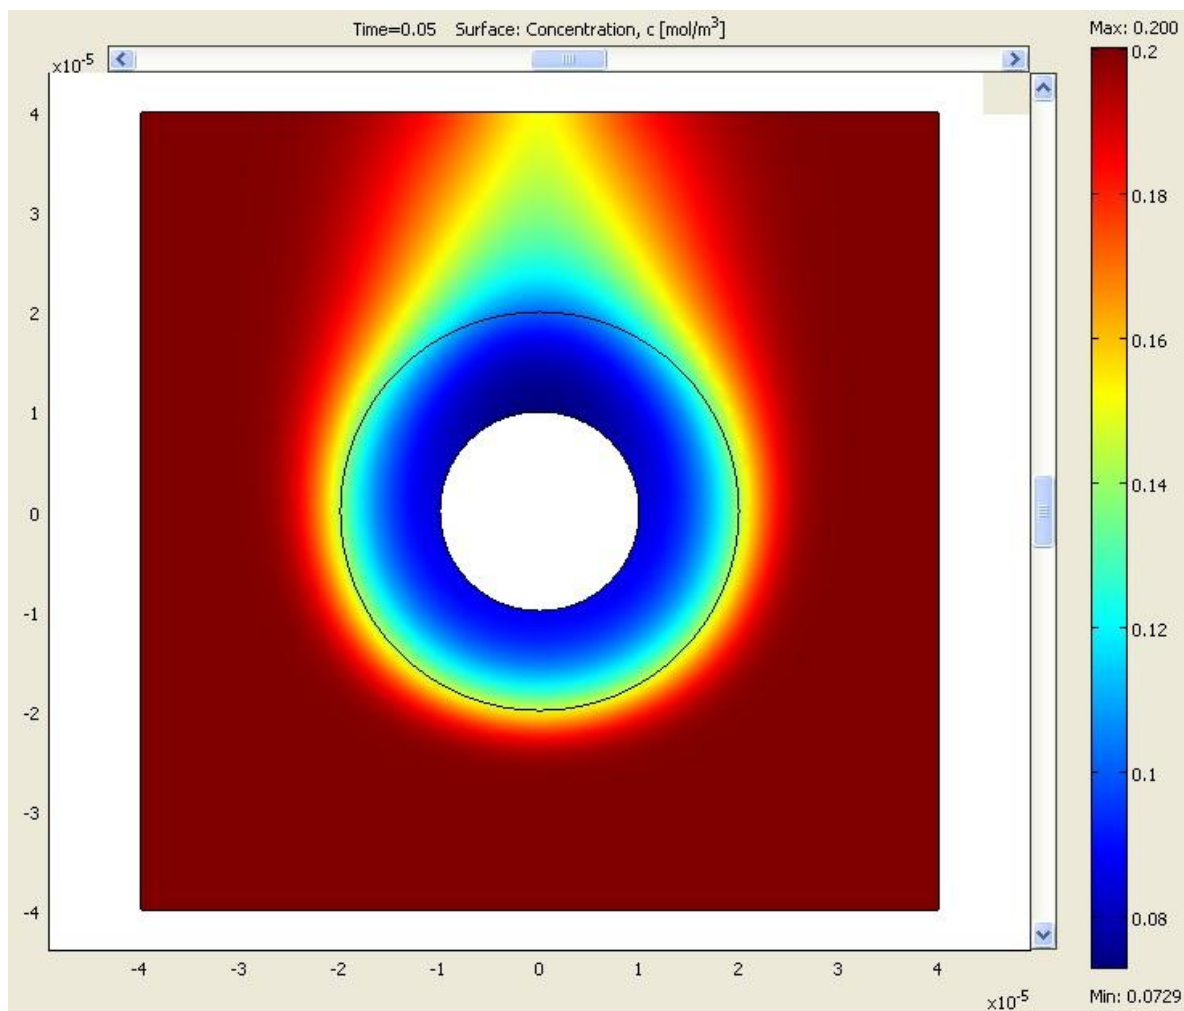 Time=0.05 Surface: Concentration, c [mol/m³]
Max: 0.200
x10⁻⁵
0.2
4
0.18
3
2
0.16
1
0.14
0
-1
0.12
-2
0.1
-3
0.08
-4
-4 -3 -2 -1 0 1 2 3 4
x10⁻⁵
Min: 0.0729